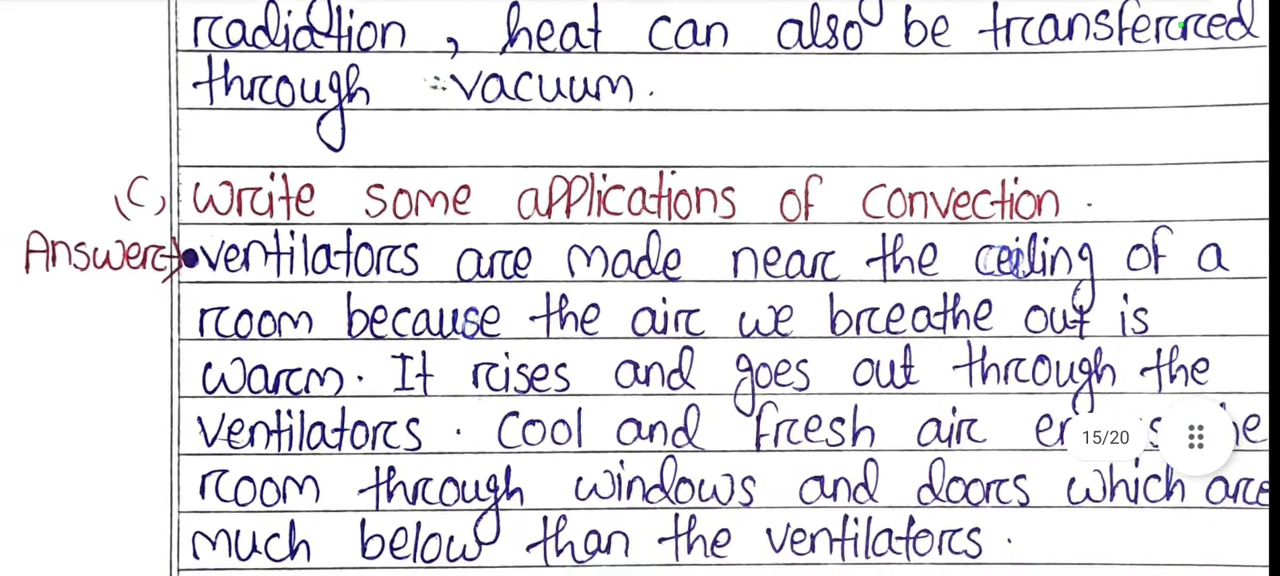 radiation, heat can also be transferred
through vacuum.
(C) Write some applications of convection.
Answer→ • ventilators are made near the ceiling of a
room because the air we breathe out is
warm. It rises and goes out through the
ventilators. Cool and fresh air
15/20
room through windows and doors which are
much below than the ventilators.